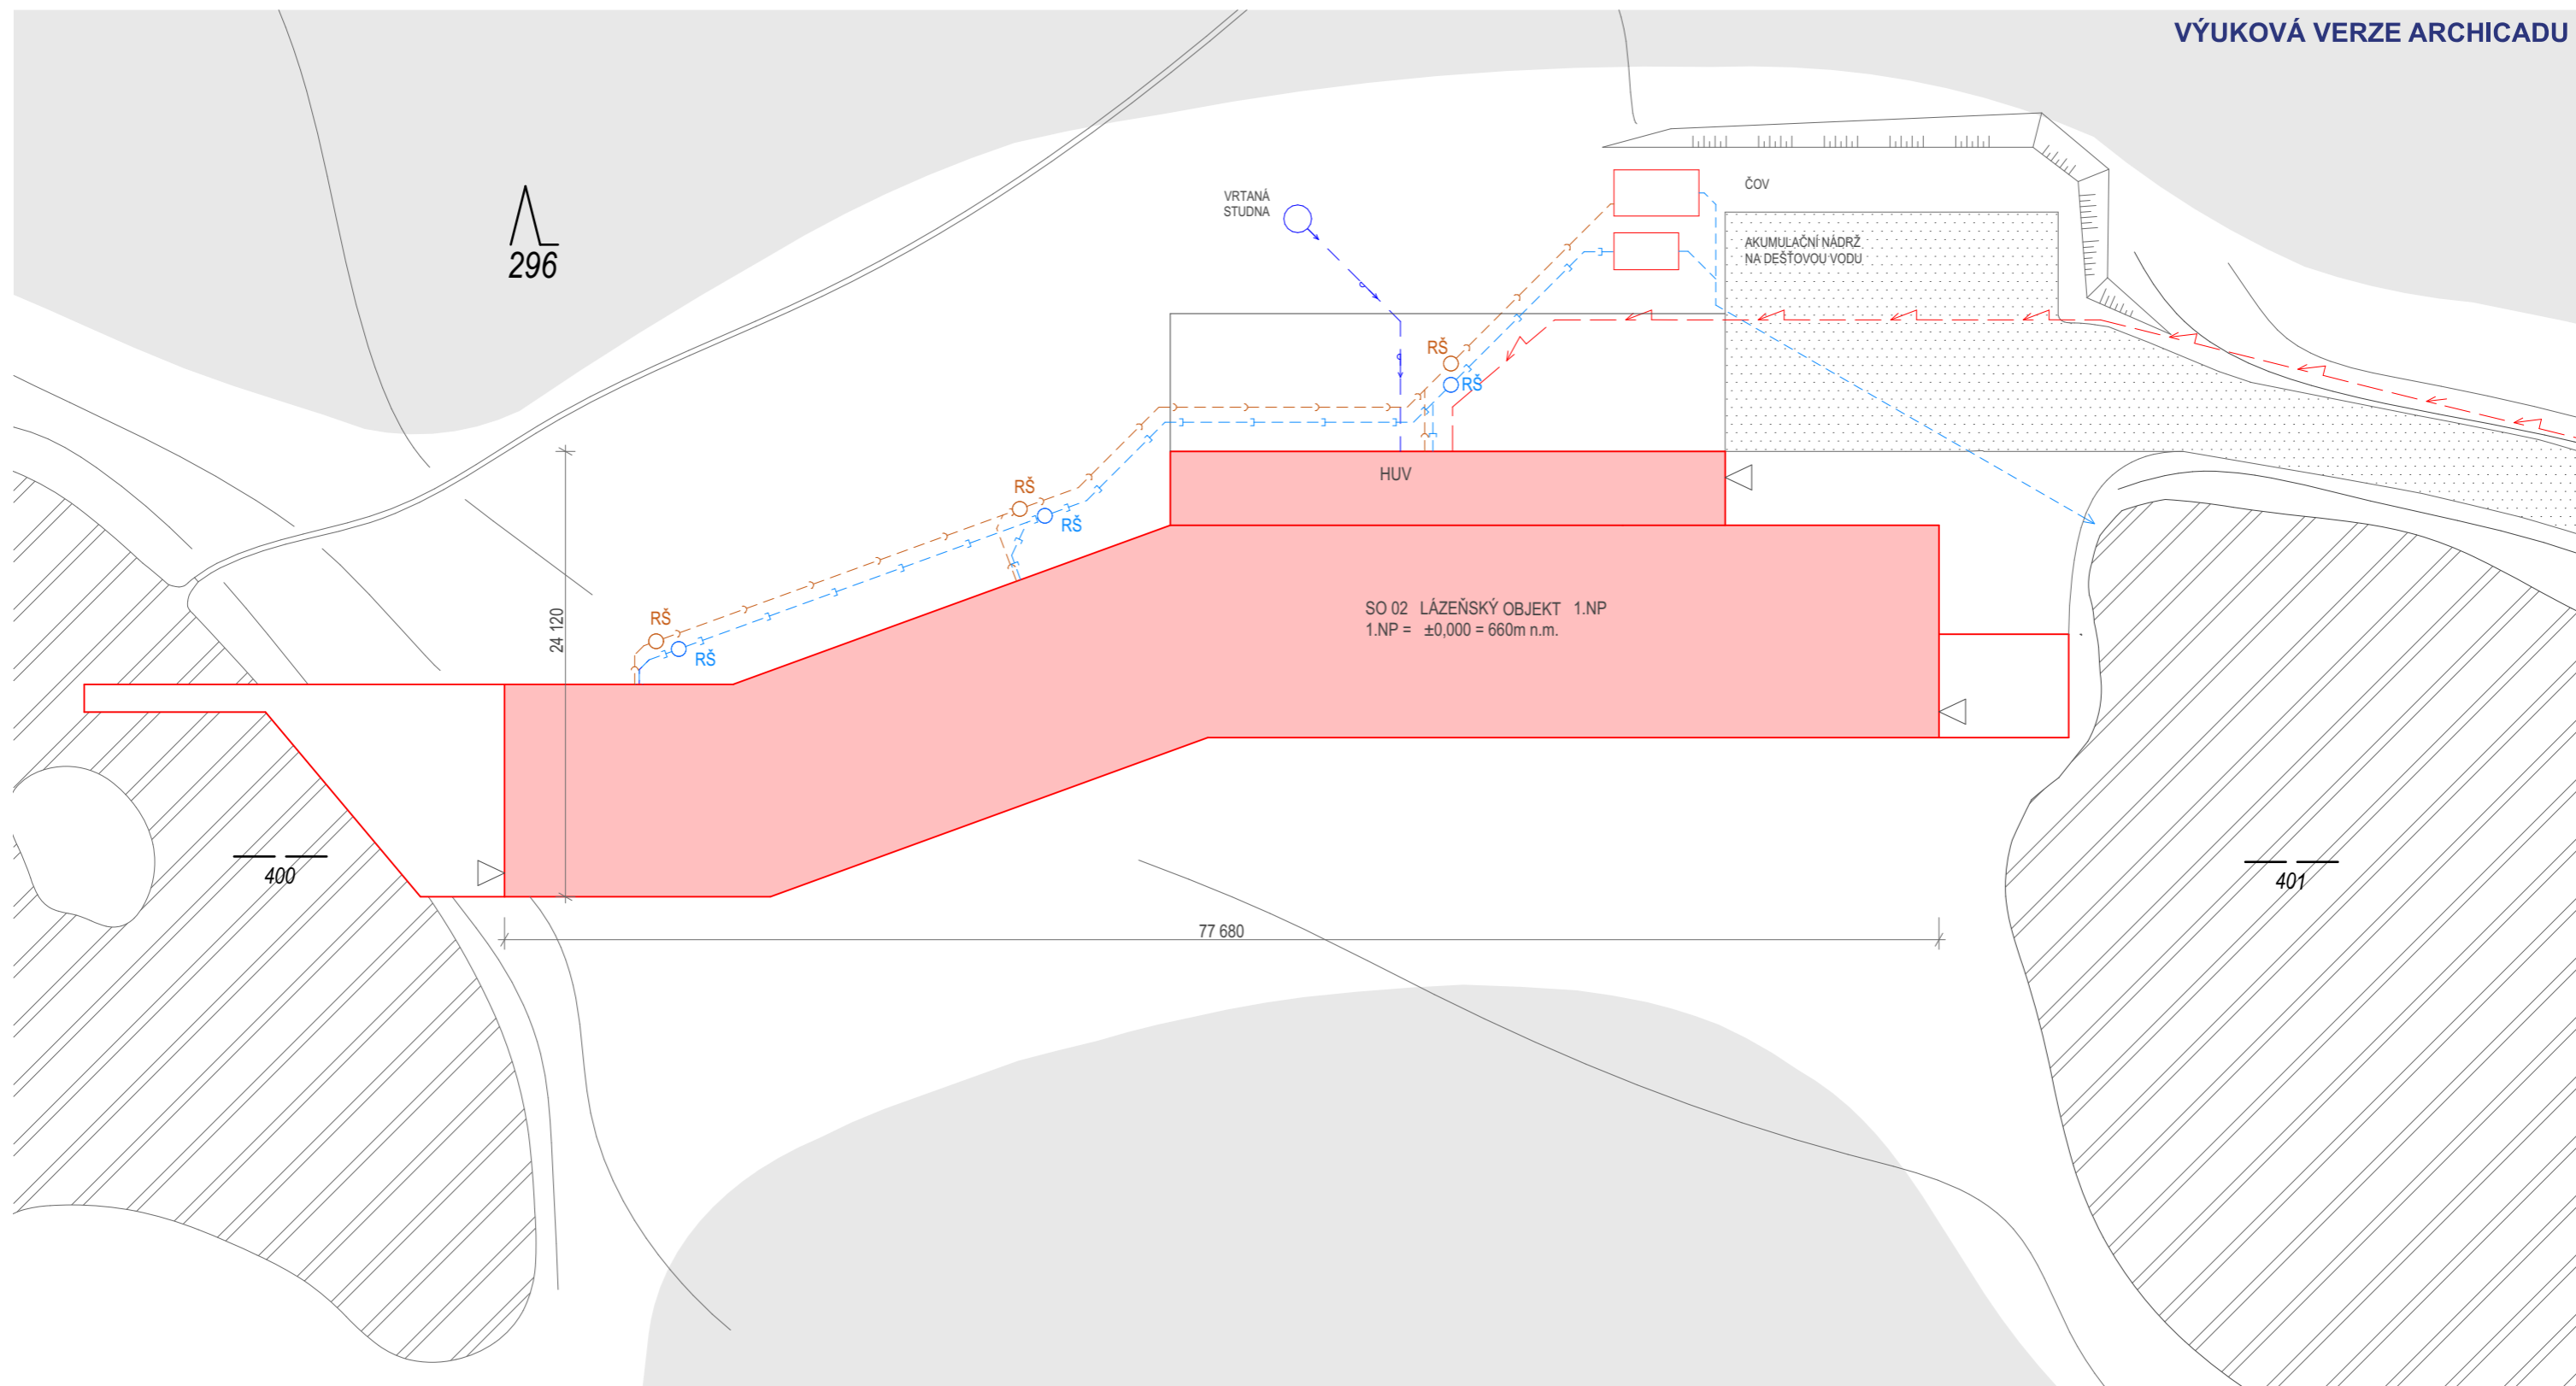 VÝUKOVÁ VERZE ARCHICADU
VRTANÁ
STUDNA
ČOV
296
AKUMULAČNÍ NÁDRŽ
NA DEŠŤOVOU VODU
RŠ
RŠ
HUV
RŠ
RŠ
24 120
SO 02 LÁZEŇSKÝ OBJEKT 1.NP
1.NP = ±0,000 = 660m n.m.
RŠ
RŠ
400
401
77 680